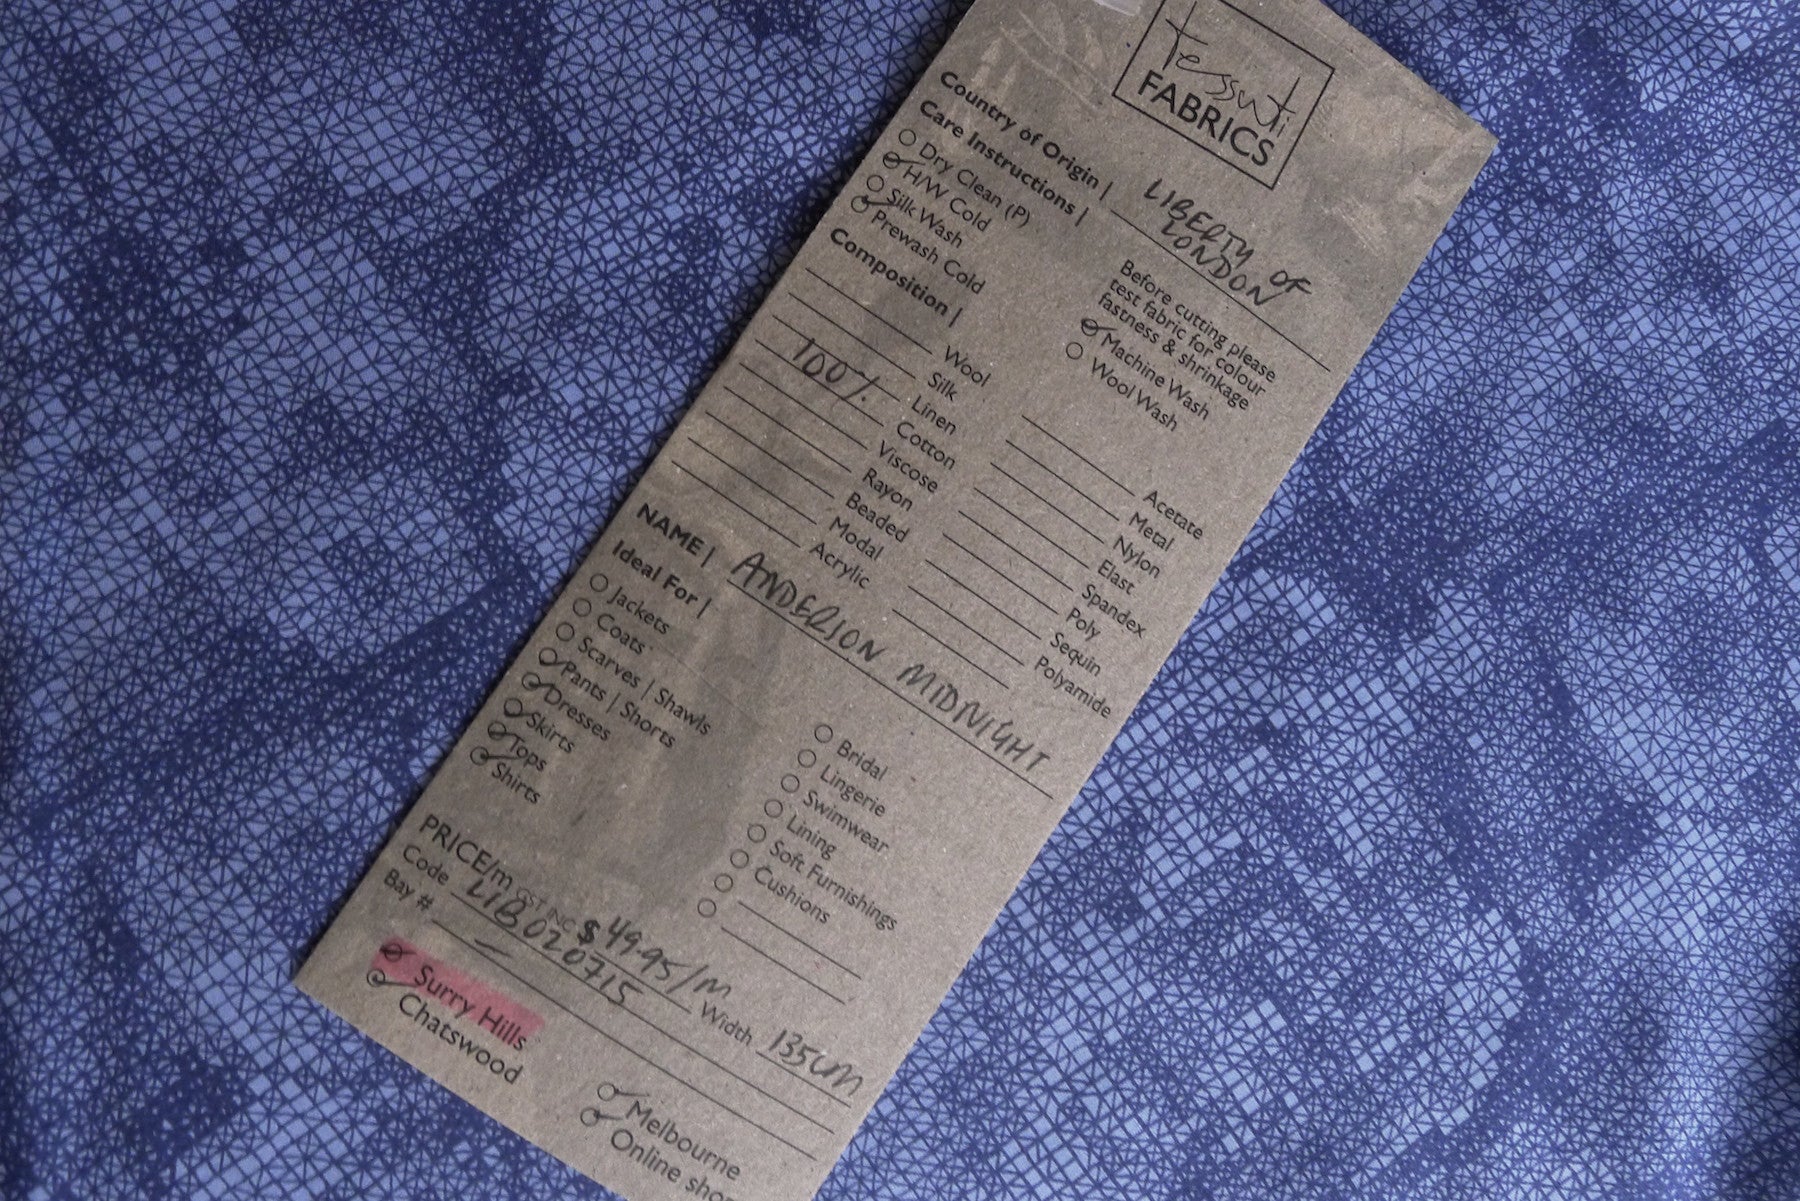 Tessuti
FABRICS
Country of Origin | LIBERTY OF
LONDON
Care Instructions |
Dry Clean (P)
H/W Cold
Silk Wash
Prewash Cold
Before cutting please
test fabric for colour
fastness & shrinkage
Machine Wash
Wool Wash
Composition |
Wool
Silk
Linen
100% Cotton
Viscose
Rayon
Beaded
Modal
Acrylic
Acetate
Metal
Nylon
Elast
Spandex
Poly
Sequin
Polyamide
NAME | ANDERSON MIDNIGHT
Ideal For |
Jackets
Coats
Scarves | Shawls
Pants | Shorts
Dresses
Skirts
Tops
Shirts
Bridal
Lingerie
Swimwear
Lining
Soft Furnishings
Cushions
PRICE/m GST INC $49.95/m
Code LIB020715 Width 135cm
Bay # –
Surry Hills
Chatswood
Melbourne
Online shop